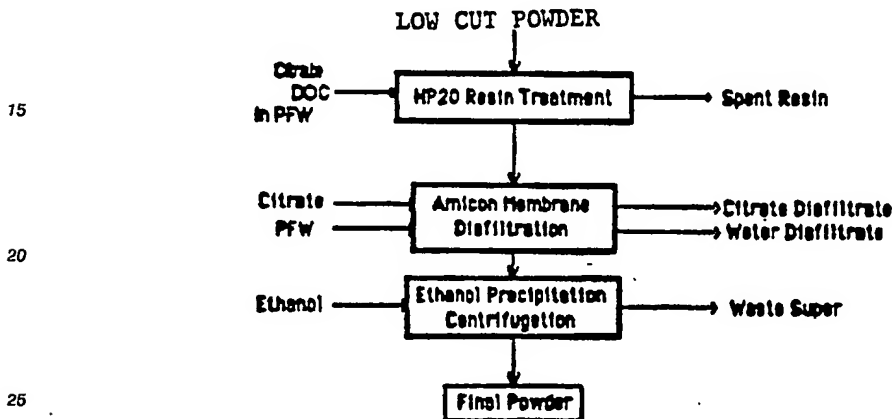 LOW CUT POWDER
Citrate
DOC
in PFW
HP20 Resin Treatment
Spent Resin
15
Citrate
PFW
Amicon Membrane
Diafiltration
Citrate Diafiltrate
Water Diafiltrate
20
Ethanol
Ethanol Precipitation
Centrifugation
Waste Super
Final Powder
25